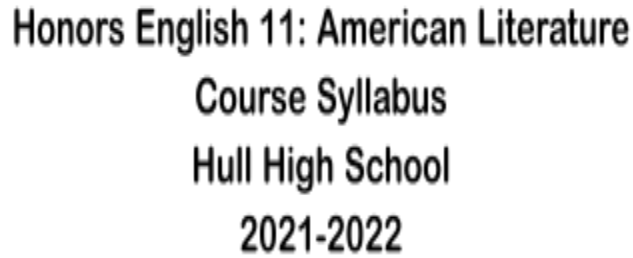 Honors English 11: American Literature
Course Syllabus
Hull High School
2021-2022